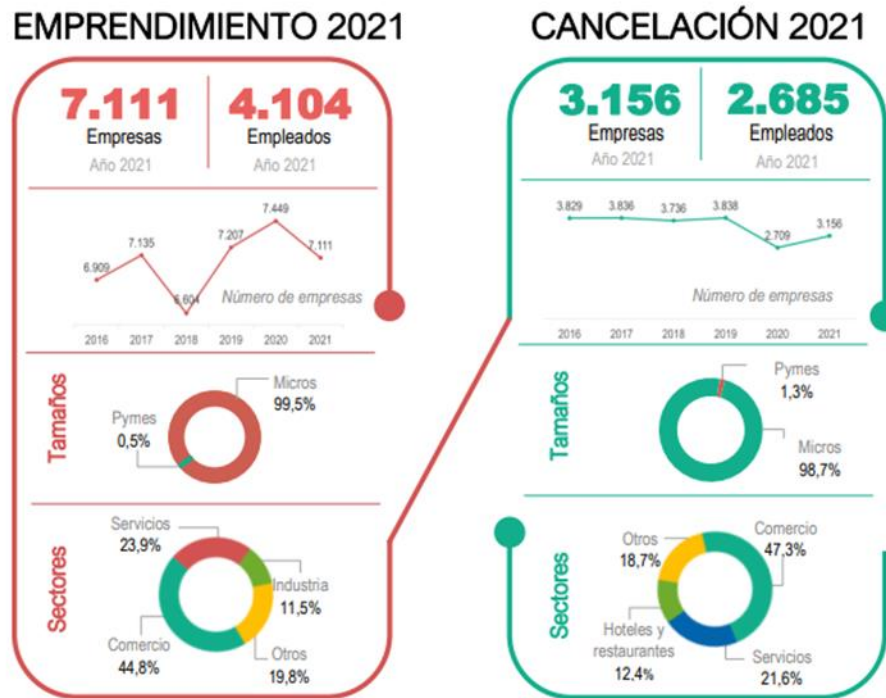 EMPRENDIMIENTO 2021
7.111
Empresas
Año 2021
4.104
Empleados
Año 2021
6.909
7.135
6.604
7.207
7.449
7.111
Número de empresas
2016 2017 2018 2019 2020 2021
Tamaños
Micros
99,5%
Pymes
0,5%
Sectores
Servicios
23,9%
Industria
11,5%
Comercio
44,8%
Otros
19,8%
CANCELACIÓN 2021
3.156
Empresas
Año 2021
2.685
Empleados
Año 2021
3.829
3.836
3.736
3.838
2.709
3.156
Número de empresas
2016 2017 2018 2019 2020 2021
Tamaños
Pymes
1,3%
Micros
98,7%
Sectores
Comercio
47,3%
Otros
18,7%
Hoteles y
restaurantes
12,4%
Servicios
21,6%